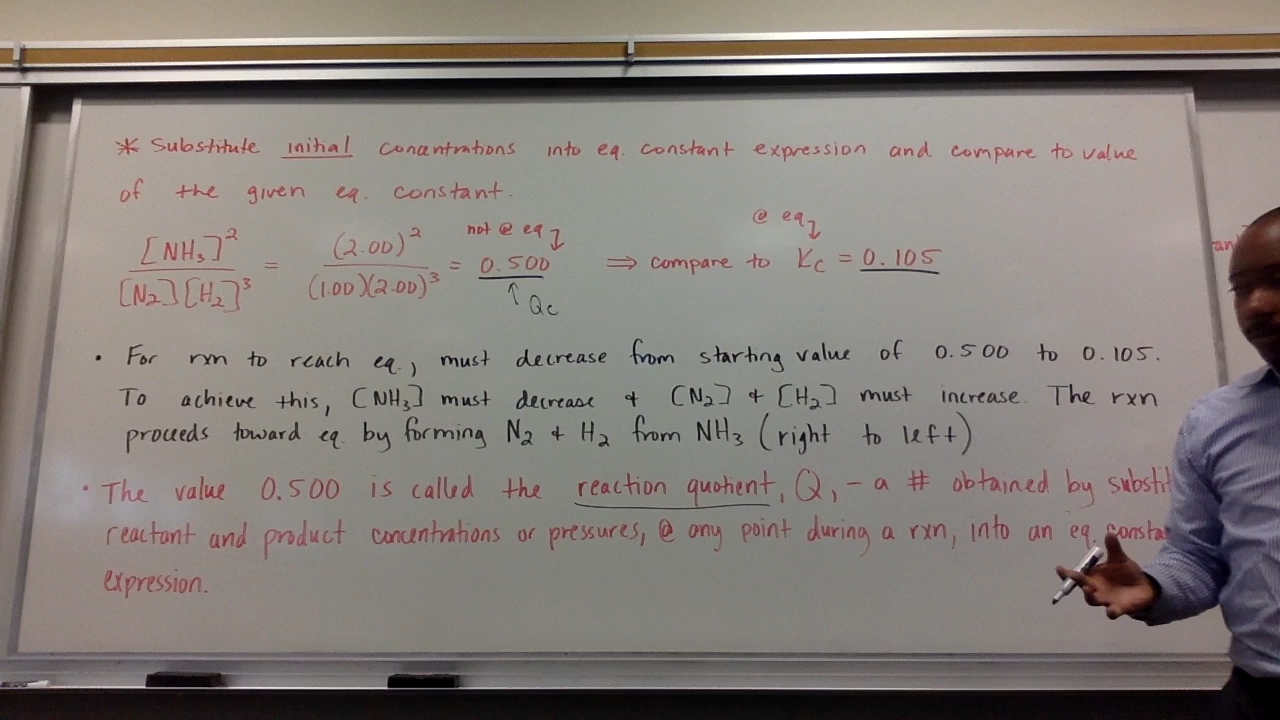 * Substitute initial concentrations into eq. constant expression and compare to value
of the given eq. constant.
[NH₃]² / [N₂][H₂]³ = (2.00)² / (1.00)(2.00)³ = 0.500 ⇒ compare to Kc = 0.105
not @ eq
@ eq
↑ Qc
• For rxn to reach eq., must decrease from starting value of 0.500 to 0.105.
To achieve this, [NH₃] must decrease & [N₂] & [H₂] must increase. The rxn
proceeds toward eq. by forming N₂ & H₂ from NH₃ (right to left)
• The value 0.500 is called the reaction quotient, Q, - a # obtained by substit
reactant and product concentrations or pressures, @ any point during a rxn, into an eq. consta
expression.